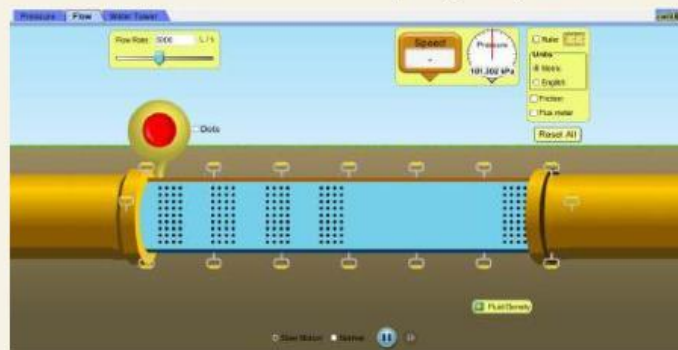 Pressure Flow Water Tower
Flow Rate: 5000 L / s
Speed
-
Pressure
101.302 kPa
Ruler
Units
Metric
English
Friction
Flux meter
Reset All
Dots
Fluid Density
Slow Motion Normal